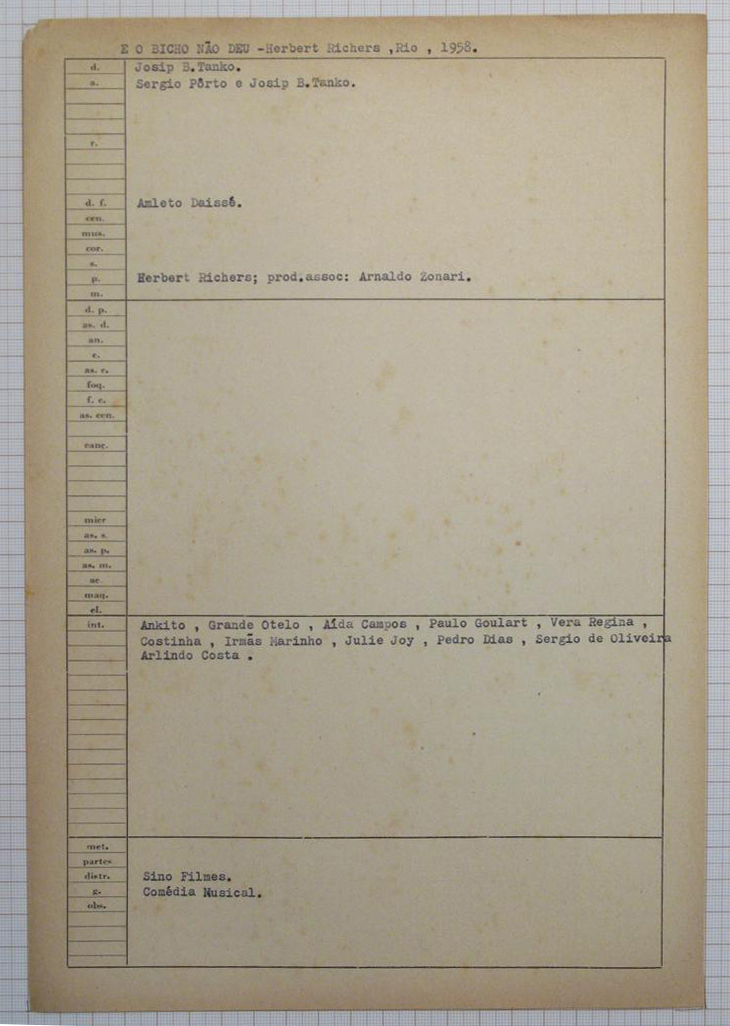 E O BICHO NÃO DEU -Herbert Richers ,Rio , 1958.
d. Josip B.Tanko.
a. Sergio Pôrto e Josip B.Tanko.
r.
d. f. Amleto Daissé.
cen.
mus.
cor.
s.
p. Herbert Richers; prod.assoc: Arnaldo Zonari.
m.
d. p.
as. d.
an.
c.
as. c.
foq.
f. c.
as. cen.
canç.
micr
as. s.
as. p.
as. m.
ac.
maq.
el.
int. Ankito , Grande Otelo , Aída Campos , Paulo Goulart , Vera Regina ,
Costinha , Irmãs Marinho , Julie Joy , Pedro Dias , Sergio de Oliveira
Arlindo Costa .
met.
partes
distr. Sino Filmes.
g. Comédia Musical.
obs.